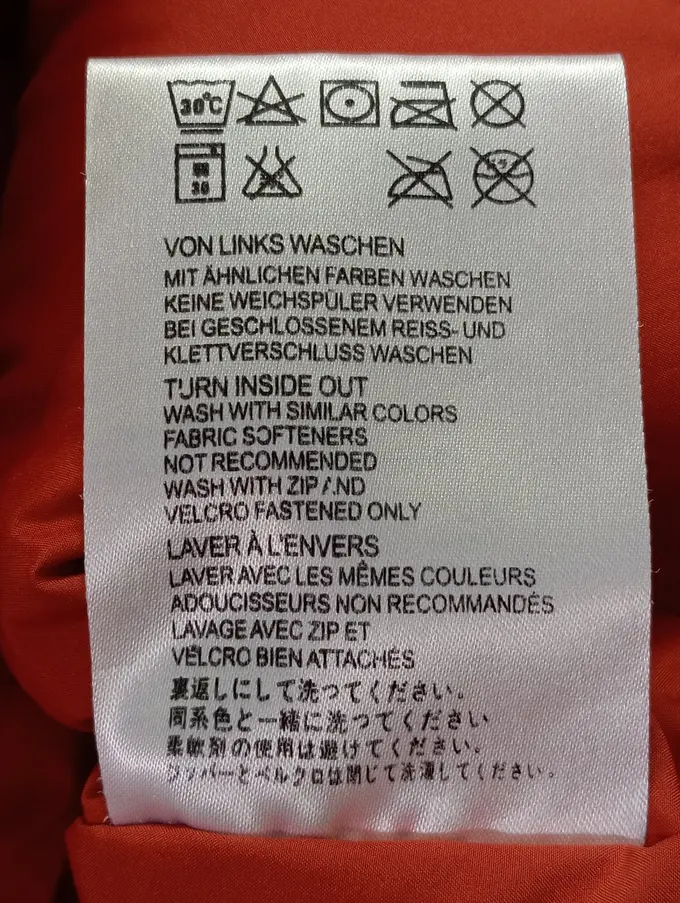 30°C
30
VON LINKS WASCHEN
MIT ÄHNLICHEN FARBEN WASCHEN
KEINE WEICHSPÜLER VERWENDEN
BEI GESCHLOSSENEM REISS- UND
KLETTVERSCHLUSS WASCHEN
TURN INSIDE OUT
WASH WITH SIMILAR COLORS
FABRIC SOFTENERS
NOT RECOMMENDED
WASH WITH ZIP AND
VELCRO FASTENED ONLY
LAVER À L'ENVERS
LAVER AVEC LES MÊMES COULEURS
ADOUCISSEURS NON RECOMMANDÉS
LAVAGE AVEC ZIP ET
VELCRO BIEN ATTACHÉS
裏返しにして洗ってください。
同系色と一緒に洗ってください
柔軟剤の使用は避けてください。
ジッパーとベルクロは閉じて洗濯してください。